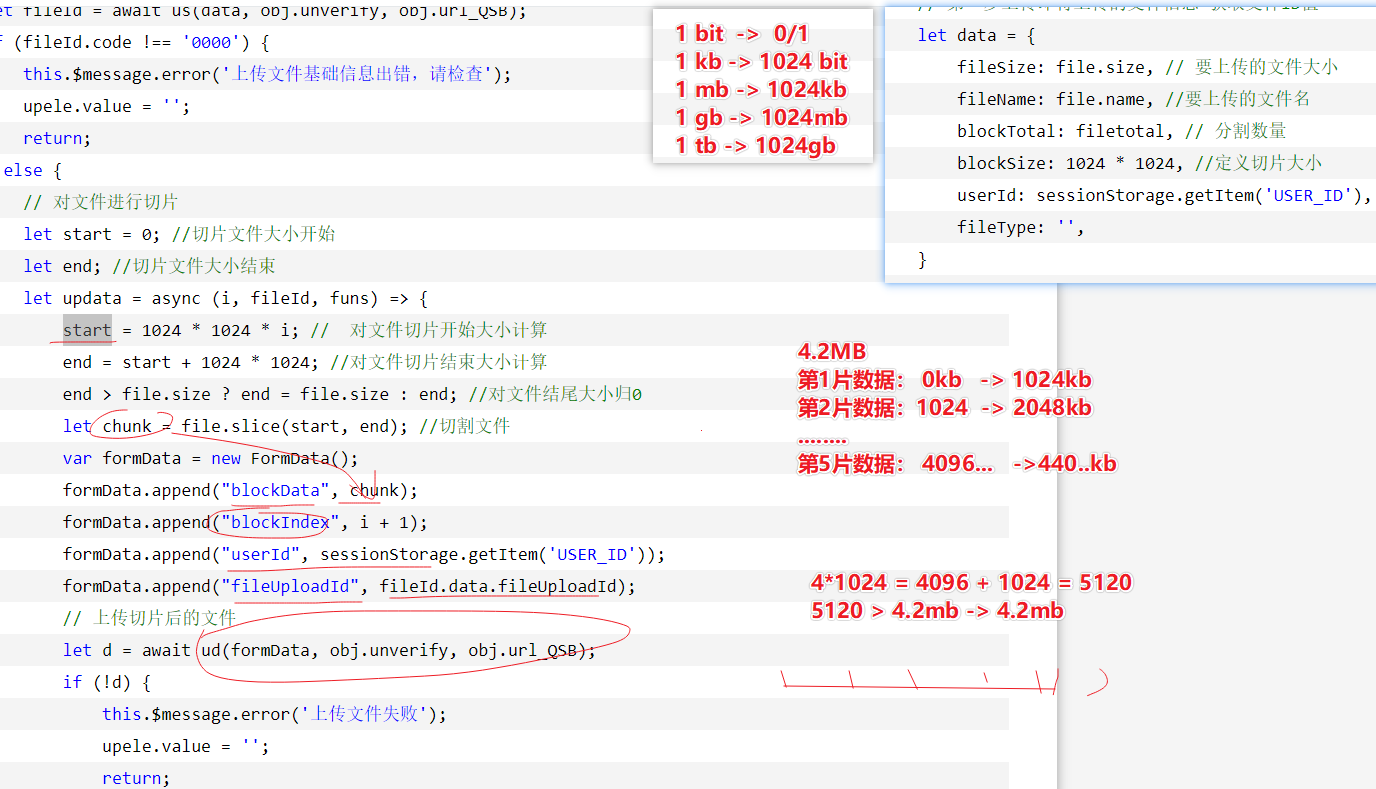 let fileId = await us(data, obj.unverify, obj.url_QSB);
(fileId.code !== '0000') {
this.$message.error('上传文件基础信息出错，请检查');
upele.value = '';
return;
else {
// 对文件进行切片
let start = 0; //切片文件大小开始
let end; //切片文件大小结束
let updata = async (i, fileId, funs) => {
start = 1024 * 1024 * i; // 对文件切片开始大小计算
end = start + 1024 * 1024; //对文件切片结束大小计算
end > file.size ? end = file.size : end; //对文件结尾大小归0
let chunk = file.slice(start, end); //切割文件
var formData = new FormData();
formData.append("blockData", chunk);
formData.append("blockIndex", i + 1);
formData.append("userId", sessionStorage.getItem('USER_ID'));
formData.append("fileUploadId", fileId.data.fileUploadId);
// 上传切片后的文件
let d = await ud(formData, obj.unverify, obj.url_QSB);
if (!d) {
this.$message.error('上传文件失败');
upele.value = '';
return;
1 bit -> 0/1
1 kb -> 1024 bit
1 mb -> 1024kb
1 gb -> 1024mb
1 tb -> 1024gb
let data = {
fileSize: file.size, // 要上传的文件大小
fileName: file.name, //要上传的文件名
blockTotal: filetotal, // 分割数量
blockSize: 1024 * 1024, //定义切片大小
userId: sessionStorage.getItem('USER_ID'),
fileType: '',
}
4.2MB
第1片数据： 0kb -> 1024kb
第2片数据：1024 -> 2048kb
........
第5片数据： 4096... ->440..kb
4*1024 = 4096 + 1024 = 5120
5120 > 4.2mb -> 4.2mb